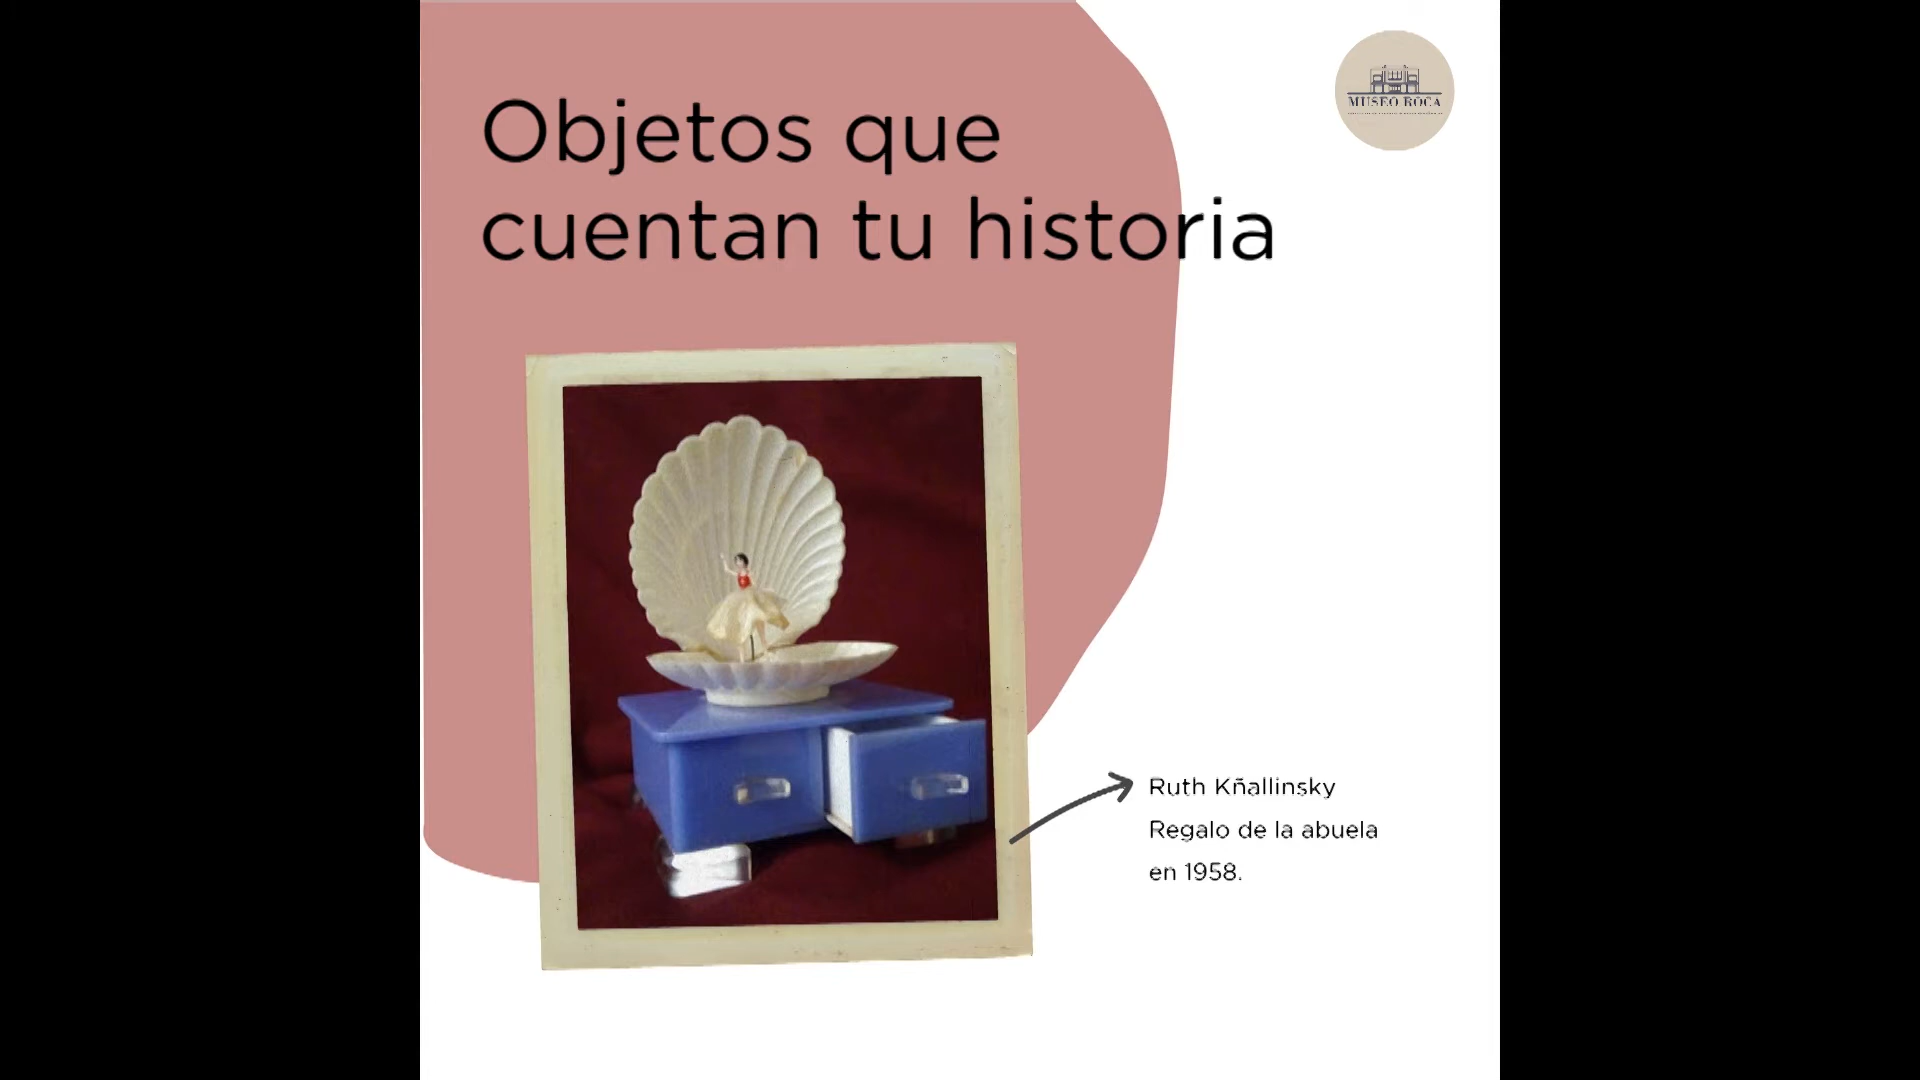 Objetos que
cuentan tu historia
MUSEO ROCA
Ruth Kñallinsky
Regalo de la abuela
en 1958.